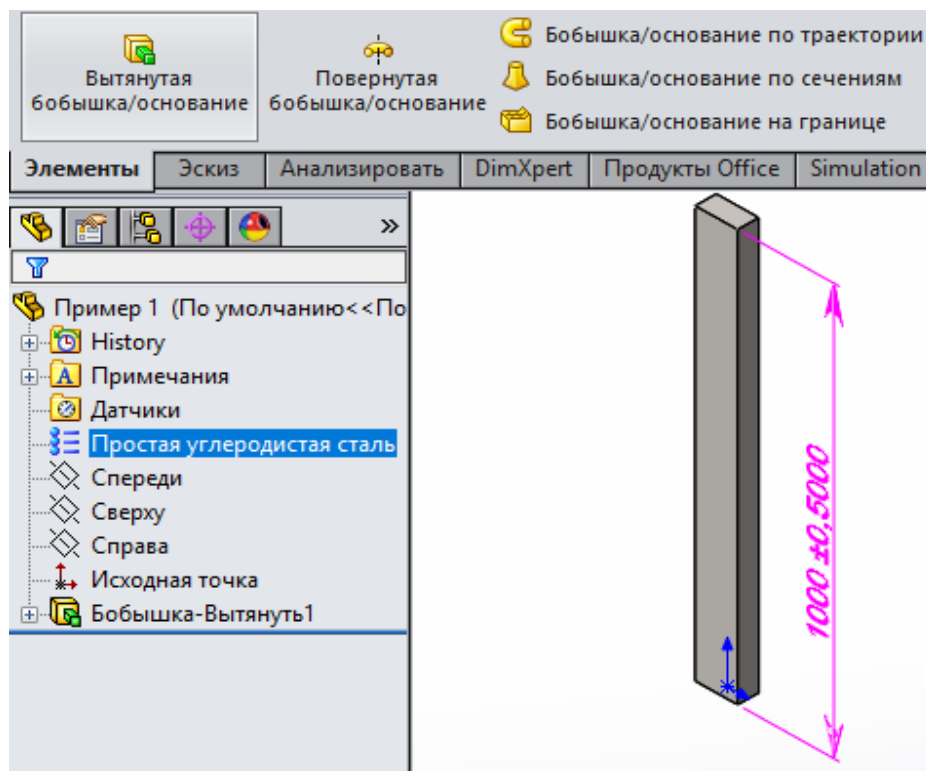 Вытянутая
бобышка/основание
Повернутая
бобышка/основание
Бобышка/основание по траектории
Бобышка/основание по сечениям
Бобышка/основание на границе
Элементы Эскиз Анализировать DimXpert Продукты Office Simulation
»
Пример 1 (По умолчанию<<По
History
A Примечания
Датчики
Простая углеродистая сталь
Спереди
Сверху
Справа
Исходная точка
Бобышка-Вытянуть1
1000 ±0,5000